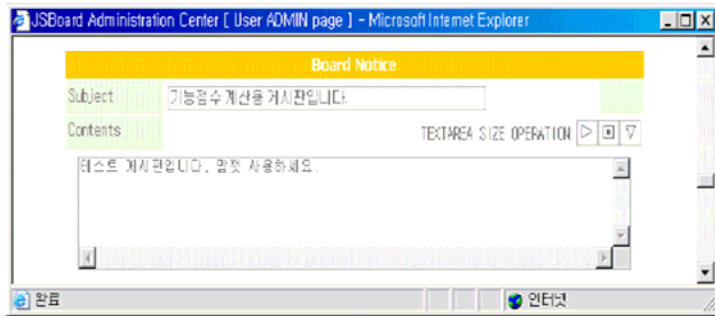 JSBoard Administration Center [ User ADMIN page ] - Microsoft Internet Explorer
Board Notice
Subject 기능점수 계산용 게시판입니다.
Contents TEXTAREA SIZE OPERATION
테스트 게시판입니다. 맘껏 사용하세요.
완료 인터넷